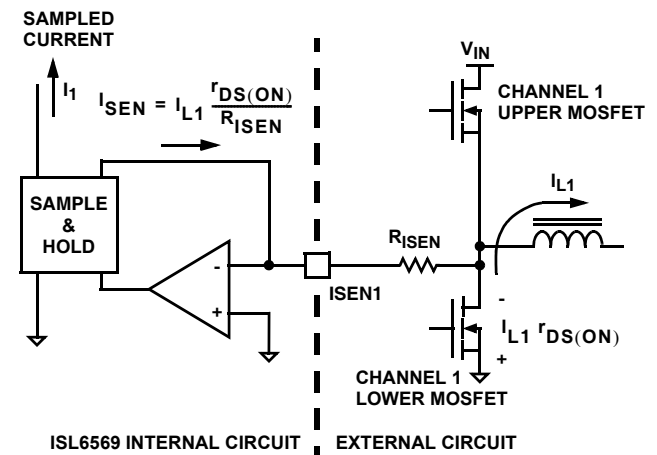 SAMPLED
CURRENT
I1
ISEN = IL1 rDS(ON)
RISEN
SAMPLE
&
HOLD
-
+
ISEN1
RISEN
VIN
CHANNEL 1
UPPER MOSFET
IL1
-
IL1 rDS(ON)
+
CHANNEL 1
LOWER MOSFET
ISL6569 INTERNAL CIRCUIT
EXTERNAL CIRCUIT